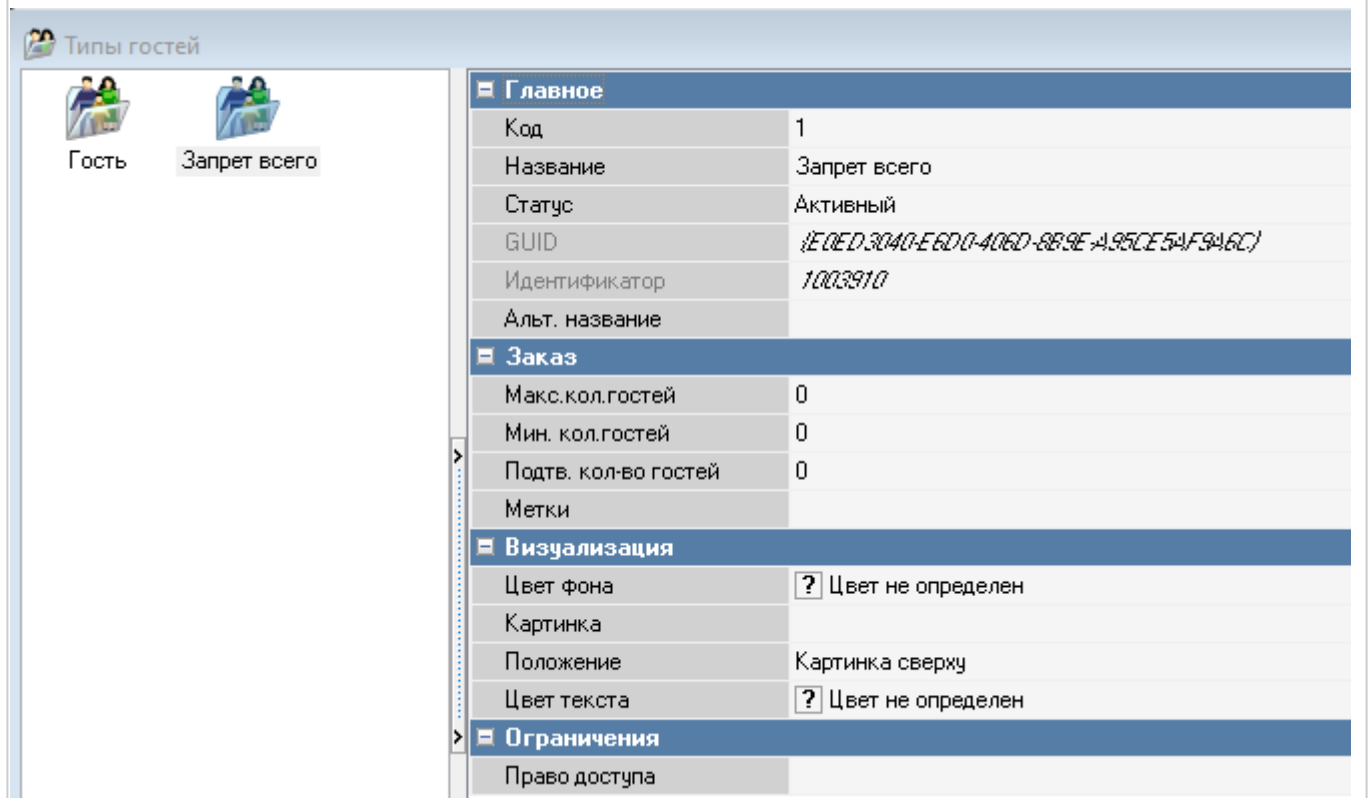 Типы гостей
Гость
Запрет всего
Главное
Код 1
Название Запрет всего
Статус Активный
GUID {E0ED3040-E6D0-406D-8B9E-A95CE5AF9A6C}
Идентификатор 1003910
Альт. название
Заказ
Макс.кол.гостей 0
Мин. кол.гостей 0
Подтв. кол-во гостей 0
Метки
Визуализация
Цвет фона ? Цвет не определен
Картинка
Положение Картинка сверху
Цвет текста ? Цвет не определен
Ограничения
Право доступа